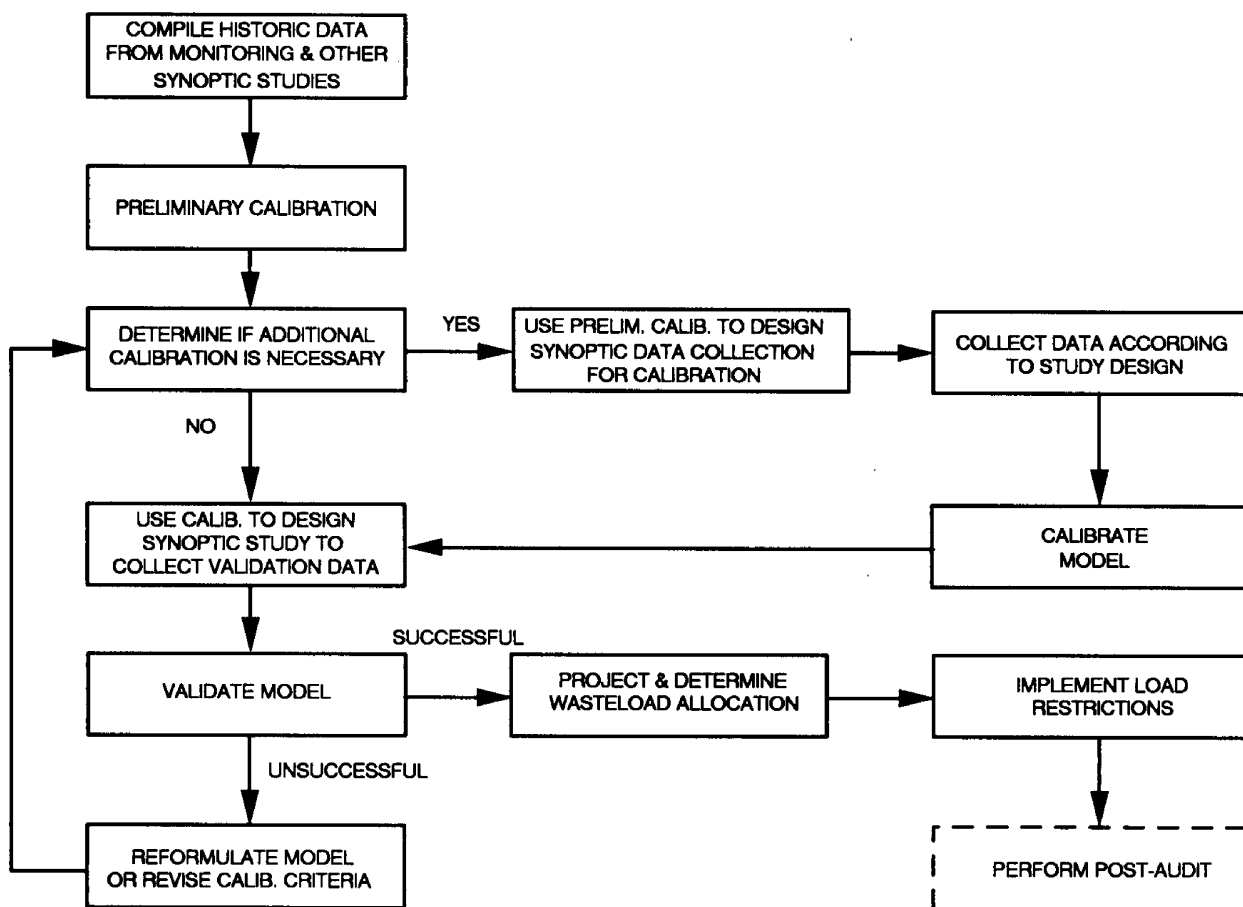 COMPILE HISTORIC DATA
FROM MONITORING & OTHER
SYNOPTIC STUDIES
PRELIMINARY CALIBRATION
DETERMINE IF ADDITIONAL
CALIBRATION IS NECESSARY
YES
USE PRELIM. CALIB. TO DESIGN
SYNOPTIC DATA COLLECTION
FOR CALIBRATION
COLLECT DATA ACCORDING
TO STUDY DESIGN
NO
USE CALIB. TO DESIGN
SYNOPTIC STUDY TO
COLLECT VALIDATION DATA
CALIBRATE
MODEL
VALIDATE MODEL
SUCCESSFUL
PROJECT & DETERMINE
WASTELOAD ALLOCATION
IMPLEMENT LOAD
RESTRICTIONS
UNSUCCESSFUL
REFORMULATE MODEL
OR REVISE CALIB. CRITERIA
PERFORM POST-AUDIT